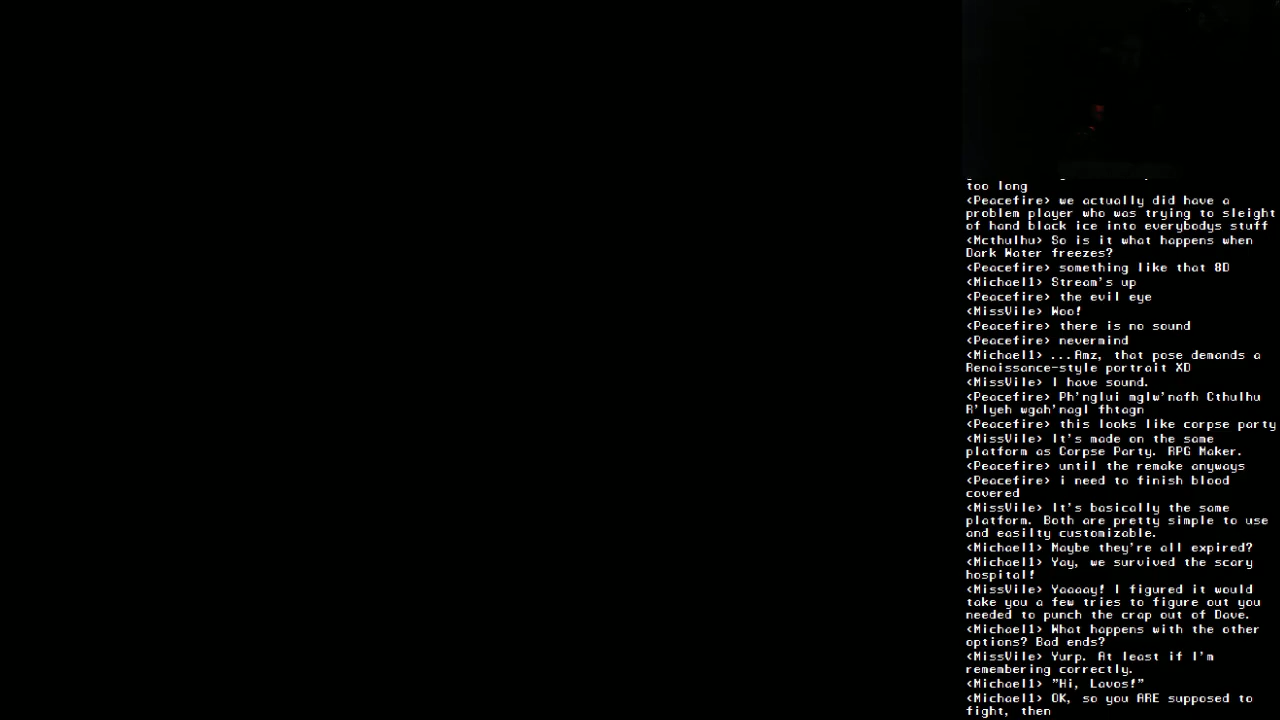 too long
<Peacefire> we actually did have a
problem player who was trying to sleight
of hand black ice into everybodys stuff
<Mcthulhu> So is it what happens when
Dark Water freezes?
<Peacefire> something like that 8D
<Michael1> Stream's up
<Peacefire> the evil eye
<MissVile> Woo!
<Peacefire> there is no sound
<Peacefire> nevermind
<Michael1> ...Amz, that pose demands a
Renaissance-style portrait XD
<MissVile> I have sound.
<Peacefire> Ph'nglui mglw'nafh Cthulhu
R'lyeh wgah'nagl fhtagn
<Peacefire> this looks like corpse party
<MissVile> It's made on the same
platform as Corpse Party. RPG Maker.
<Peacefire> until the remake anyways
<Peacefire> i need to finish blood
covered
<MissVile> It's basically the same
platform. Both are pretty simple to use
and easilty customizable.
<Michael1> Maybe they're all expired?
<Michael1> Yay, we survived the scary
hospital!
<MissVile> Yaaaay! I figured it would
take you a few tries to figure out you
needed to punch the crap out of Dave.
<Michael1> What happens with the other
options? Bad ends?
<MissVile> Yurp. At least if I'm
remembering correctly.
<Michael1> "Hi, Lavos!"
<Michael1> OK, so you ARE supposed to
fight, then